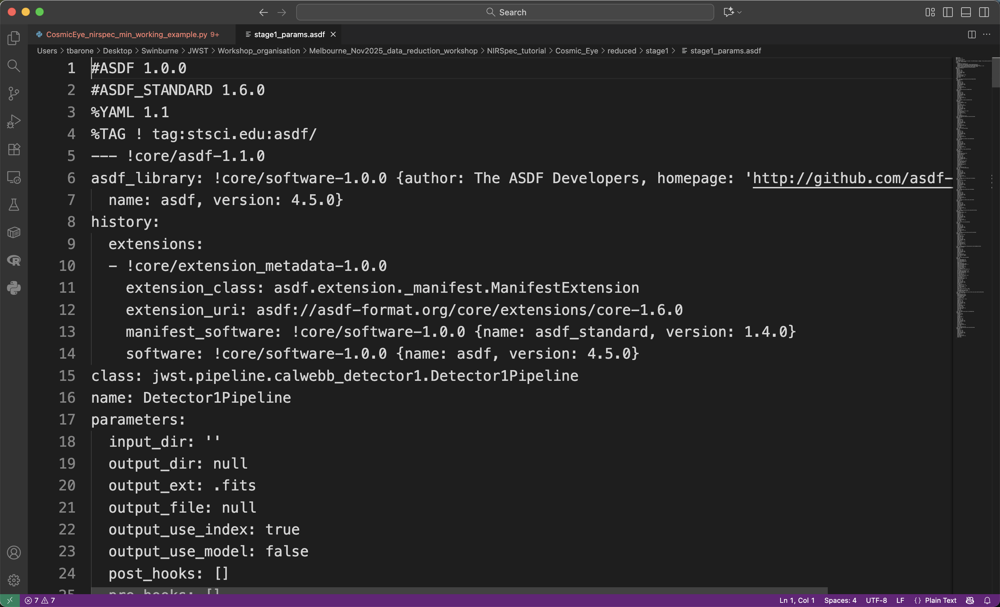 Search
CosmicEye_nirspec_min_working_example.py 9+
stage1_params.asdf
Users > tbarone > Desktop > Swinburne > JWST > Workshop_organisation > Melbourne_Nov2025_data_reduction_workshop > NIRSpec_tutorial > Cosmic_Eye > reduced > stage1 > stage1_params.asdf
1 #ASDF 1.0.0
2 #ASDF_STANDARD 1.6.0
3 %YAML 1.1
4 %TAG ! tag:stsci.edu:asdf/
5 --- !core/asdf-1.1.0
6 asdf_library: !core/software-1.0.0 {author: The ASDF Developers, homepage: 'http://github.com/asdf-
7 name: asdf, version: 4.5.0}
8 history:
9 extensions:
10 - !core/extension_metadata-1.0.0
11 extension_class: asdf.extension._manifest.ManifestExtension
12 extension_uri: asdf://asdf-format.org/core/extensions/core-1.6.0
13 manifest_software: !core/software-1.0.0 {name: asdf_standard, version: 1.4.0}
14 software: !core/software-1.0.0 {name: asdf, version: 4.5.0}
15 class: jwst.pipeline.calwebb_detector1.Detector1Pipeline
16 name: Detector1Pipeline
17 parameters:
18 input_dir: ''
19 output_dir: null
20 output_ext: .fits
21 output_file: null
22 output_use_index: true
23 output_use_model: false
24 post_hooks: []
25 pre_hooks: []
7 7
Ln 1, Col 1 Spaces: 4 UTF-8 LF {} Plain Text